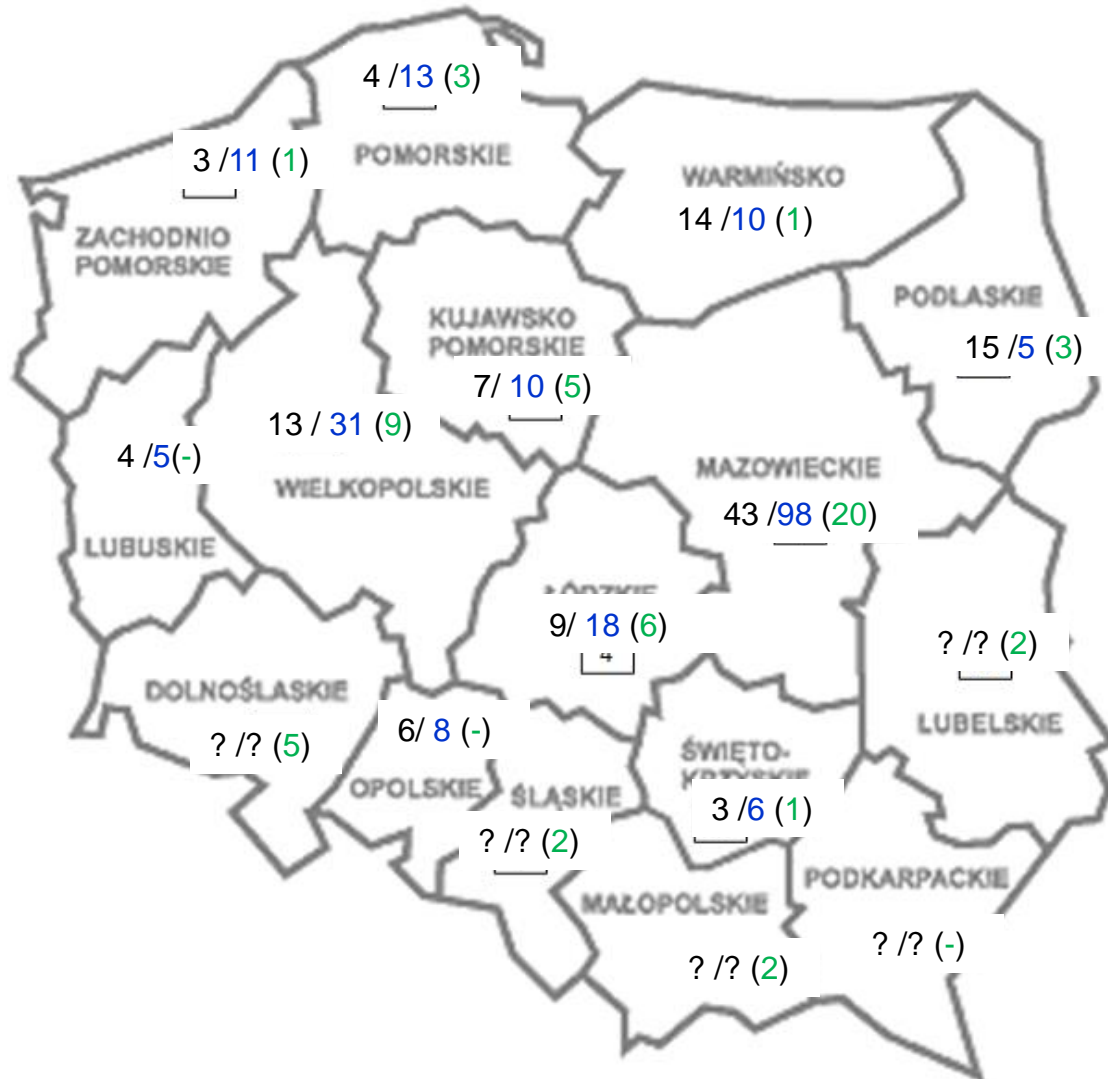 4 /13 (3)
POMORSKIE
3 /11 (1)
ZACHODNIO
POMORSKIE
WARMIŃSKO
14 /10 (1)
PODLASKIE
15 /5 (3)
KUJAWSKO
POMORSKIE
7/ 10 (5)
13 / 31 (9)
WIELKOPOLSKIE
4 /5(-)
LUBUSKIE
MAZOWIECKIE
43 /98 (20)
ŁÓDZKIE
9/ 18 (6)
4
? /? (2)
LUBELSKIE
DOLNOŚLASKIE
? /? (5)
6/ 8 (-)
OPOLSKIE
ŚLĄSKIE
? /? (2)
ŚWIĘTO-
KRZYSKIE
3 /6 (1)
MAŁOPOLSKIE
? /? (2)
PODKARPACKIE
? /? (-)